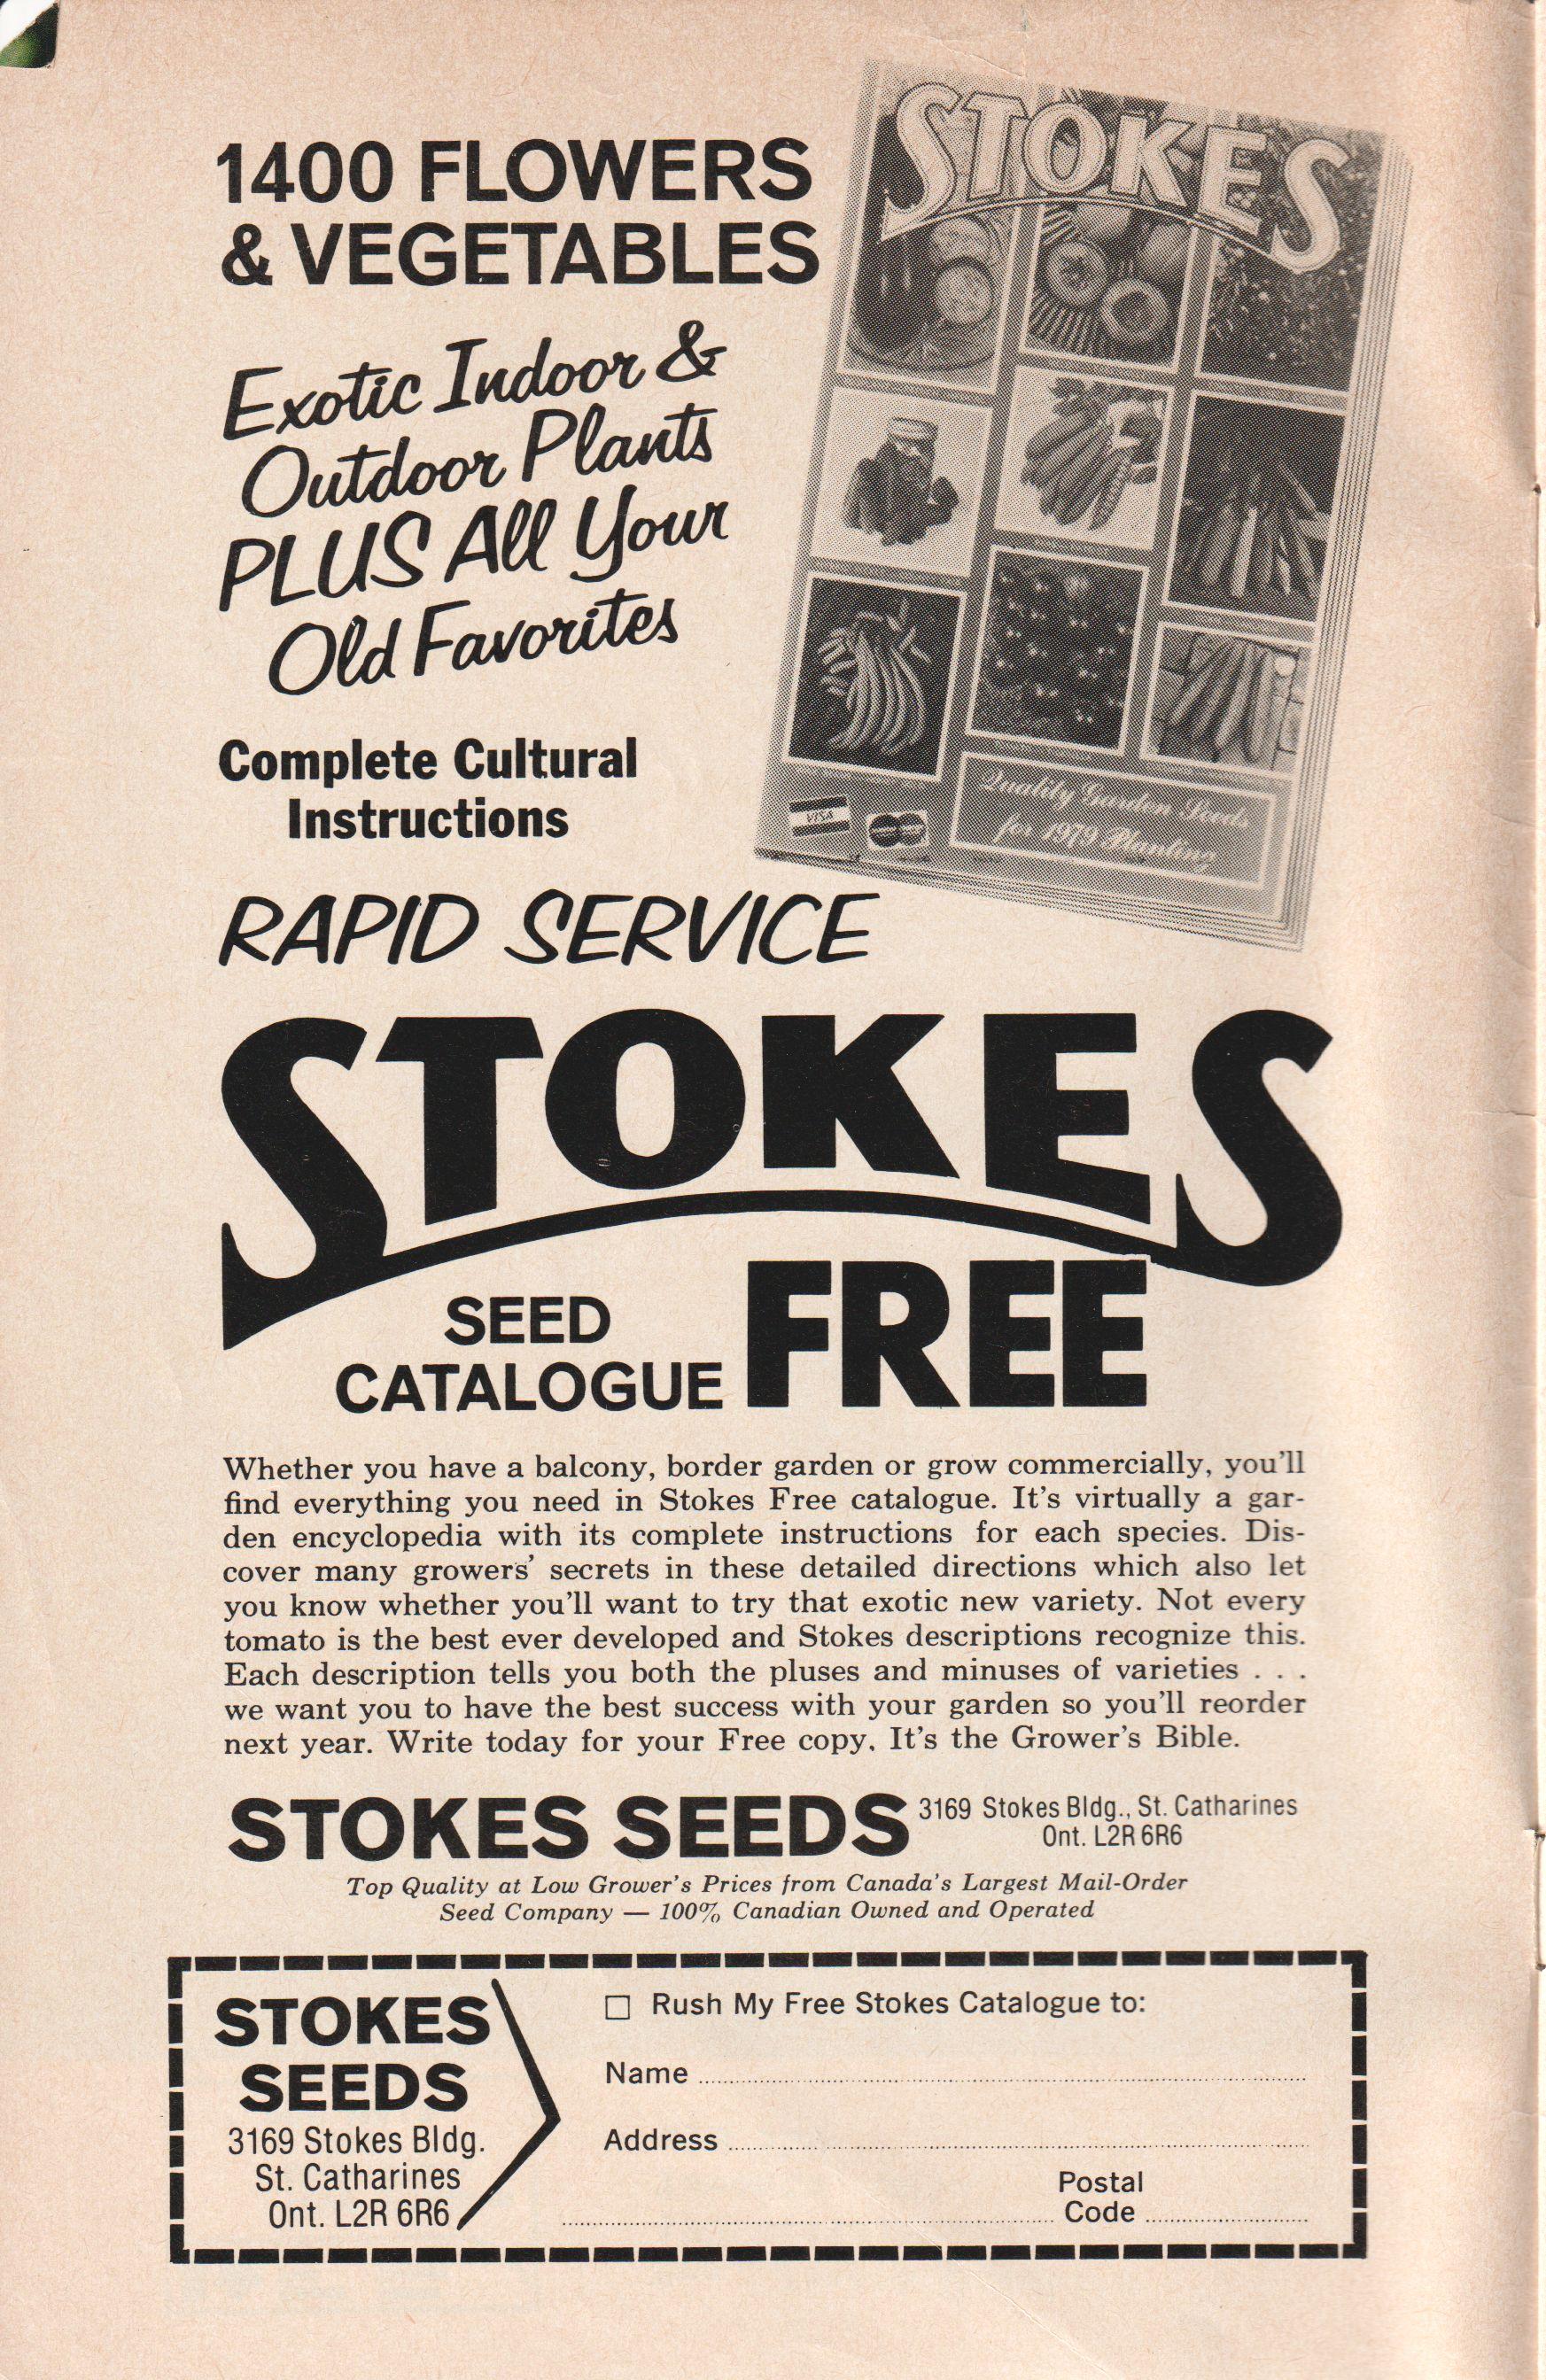 1400 FLOWERS
& VEGETABLES
Exotic Indoor &
Outdoor Plants
PLUS All Your
Old Favorites
Complete Cultural
Instructions
RAPID SERVICE
STOKES
VISA
Quality Garden Seeds
for 1979 Planting
STOKES
SEED
CATALOGUE FREE
Whether you have a balcony, border garden or grow commercially, you'll
find everything you need in Stokes Free catalogue. It's virtually a gar-
den encyclopedia with its complete instructions for each species. Dis-
cover many growers' secrets in these detailed directions which also let
you know whether you'll want to try that exotic new variety. Not every
tomato is the best ever developed and Stokes descriptions recognize this.
Each description tells you both the pluses and minuses of varieties . . .
we want you to have the best success with your garden so you'll reorder
next year. Write today for your Free copy. It's the Grower's Bible.
STOKES SEEDS 3169 Stokes Bldg., St. Catharines
Ont. L2R 6R6
Top Quality at Low Grower's Prices from Canada's Largest Mail-Order
Seed Company — 100% Canadian Owned and Operated
STOKES
SEEDS
3169 Stokes Bldg.
St. Catharines
Ont. L2R 6R6
☐ Rush My Free Stokes Catalogue to:
Name
Address
Postal
Code